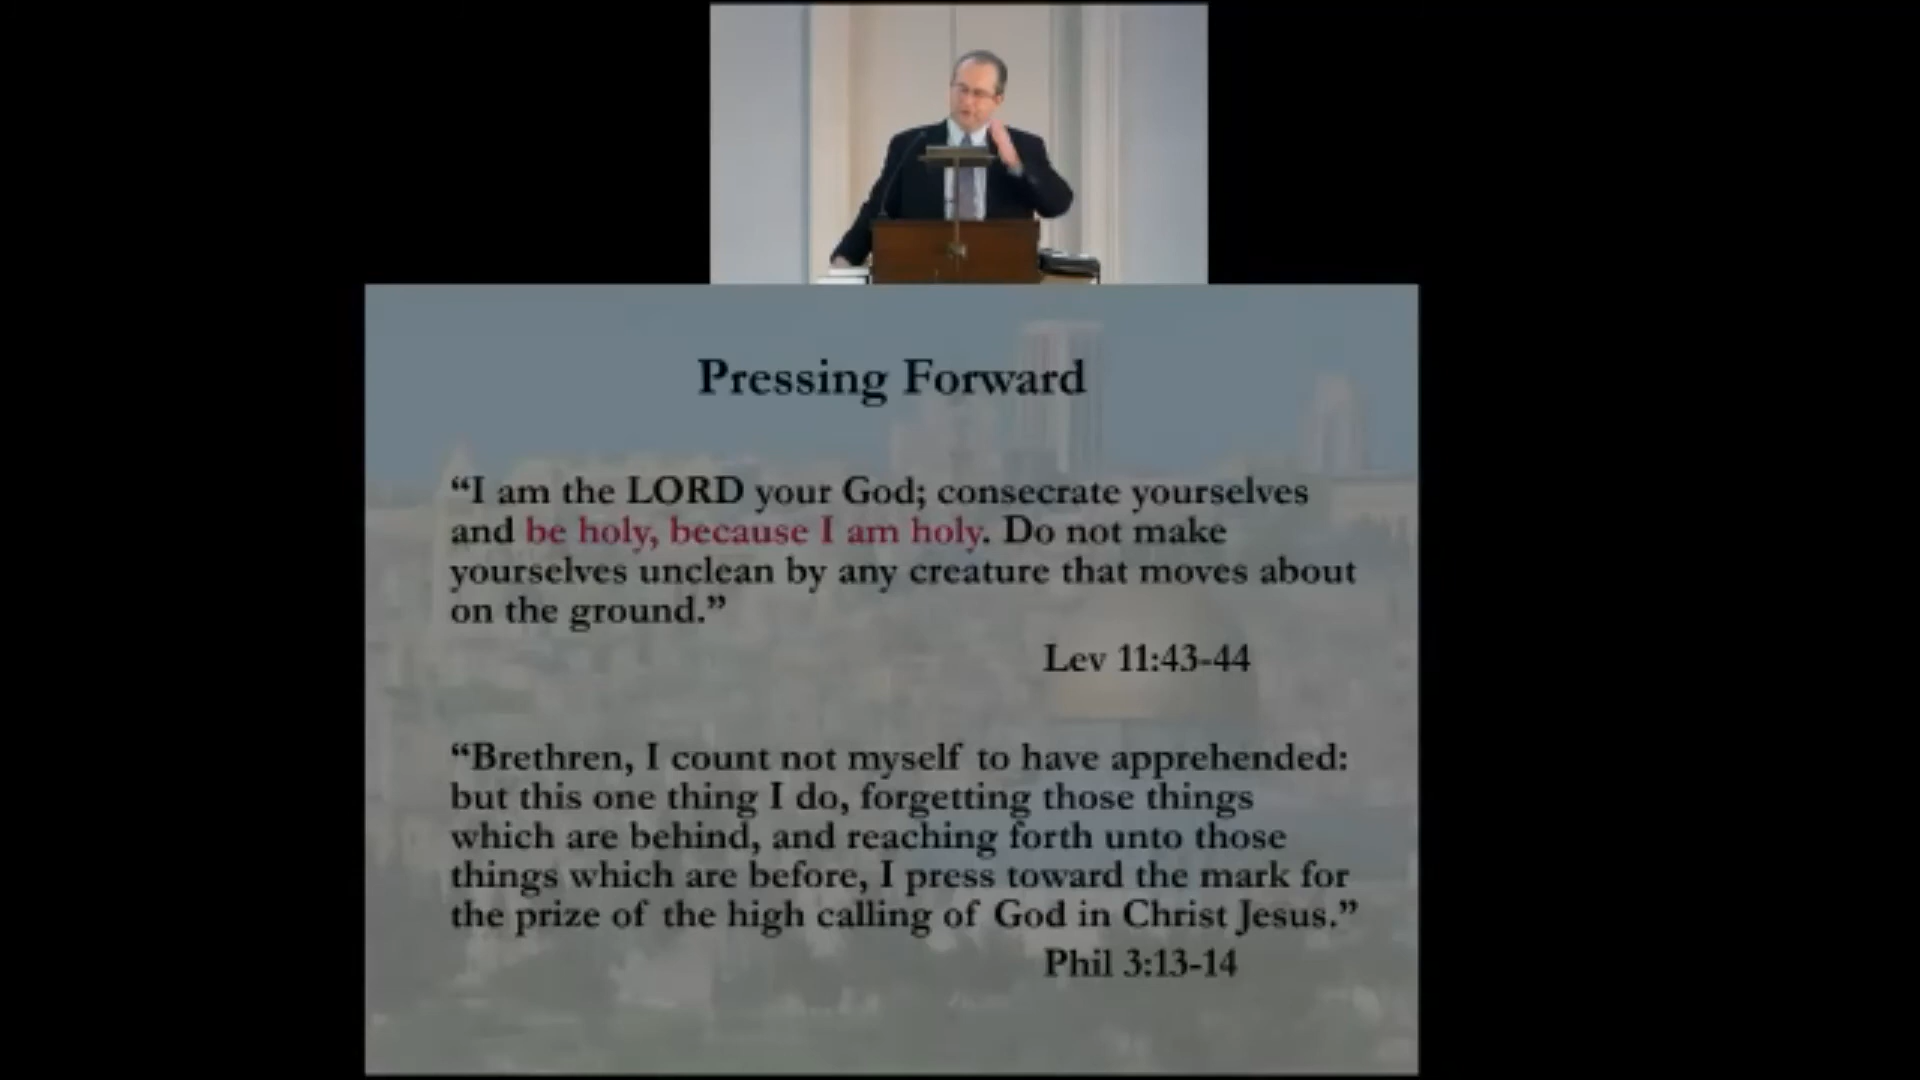 Pressing Forward
“I am the LORD your God; consecrate yourselves
and be holy, because I am holy. Do not make
yourselves unclean by any creature that moves about
on the ground.”
Lev 11:43-44
“Brethren, I count not myself to have apprehended:
but this one thing I do, forgetting those things
which are behind, and reaching forth unto those
things which are before, I press toward the mark for
the prize of the high calling of God in Christ Jesus.”
Phil 3:13-14